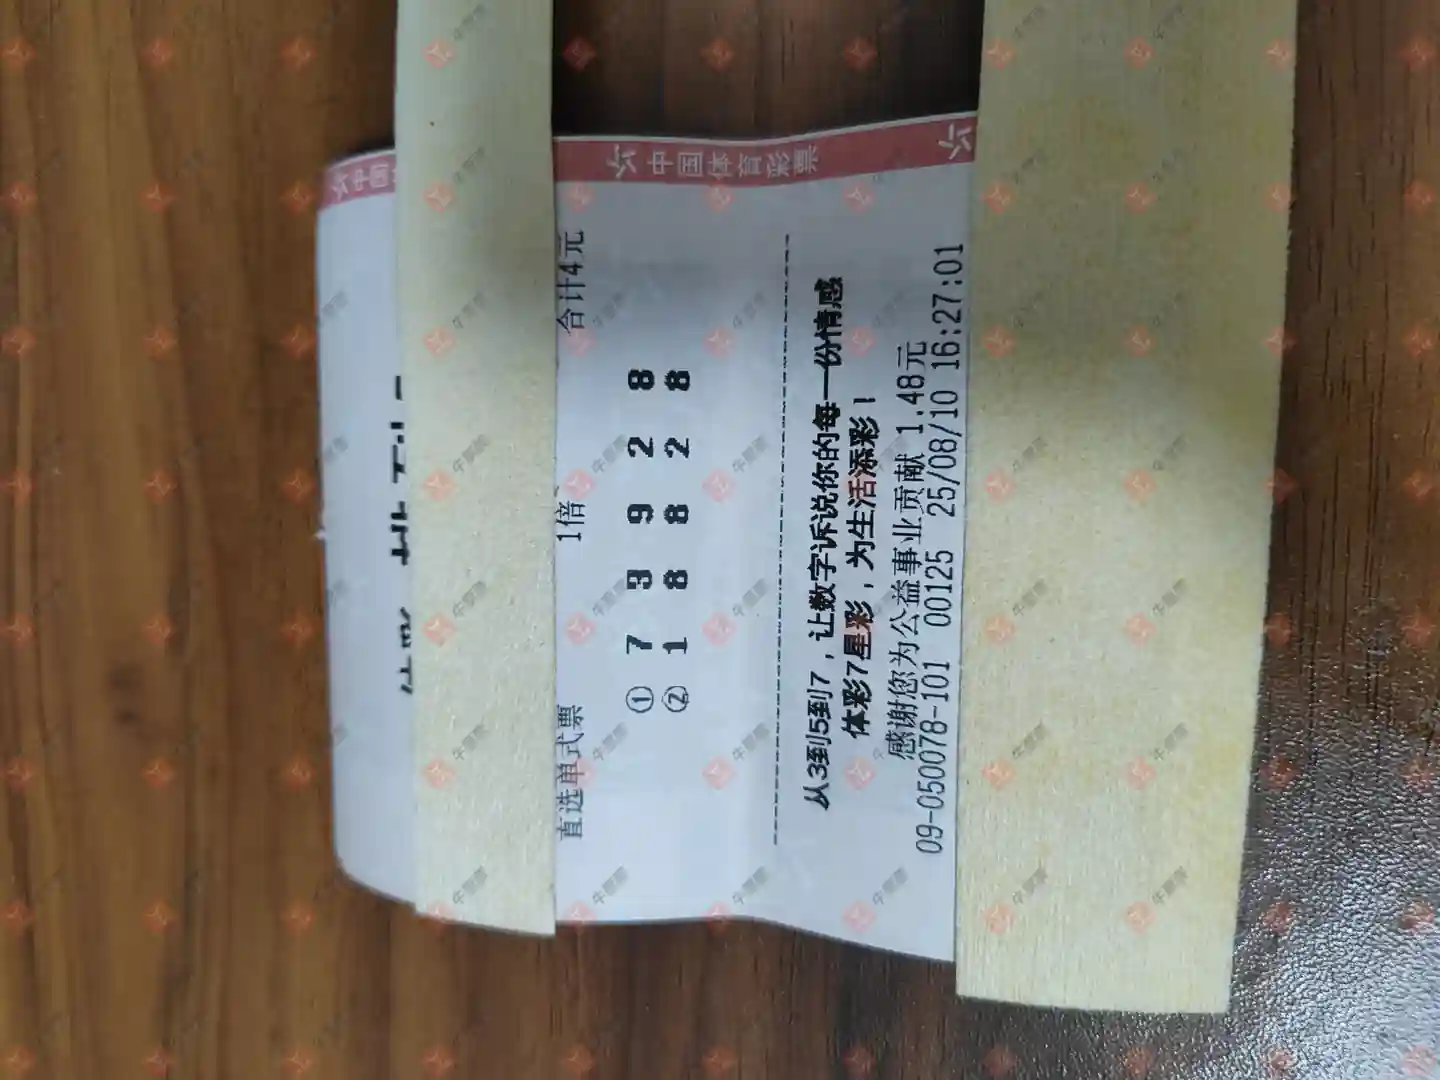 中国体育彩票
直选单式票 1倍 合计4元
① 7 3 9 2 8
② 1 8 8 2 8
从3到5到7，让数字诉说你的每一份情感
体彩7星彩，为生活添彩！
感谢您为公益事业贡献 1.48元
09-050078-101 00125 25/08/10 16:27:01